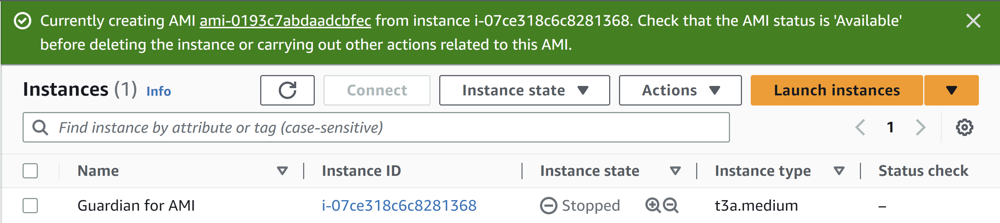 Currently creating AMI ami-0193c7abdaadcbfec from instance i-07ce318c6c8281368. Check that the AMI status is 'Available'
before deleting the instance or carrying out other actions related to this AMI.
Instances (1) Info Connect Instance state Actions Launch instances
Find instance by attribute or tag (case-sensitive) 1
Name Instance ID Instance state Instance type Status check
Guardian for AMI i-07ce318c6c8281368 Stopped t3a.medium –